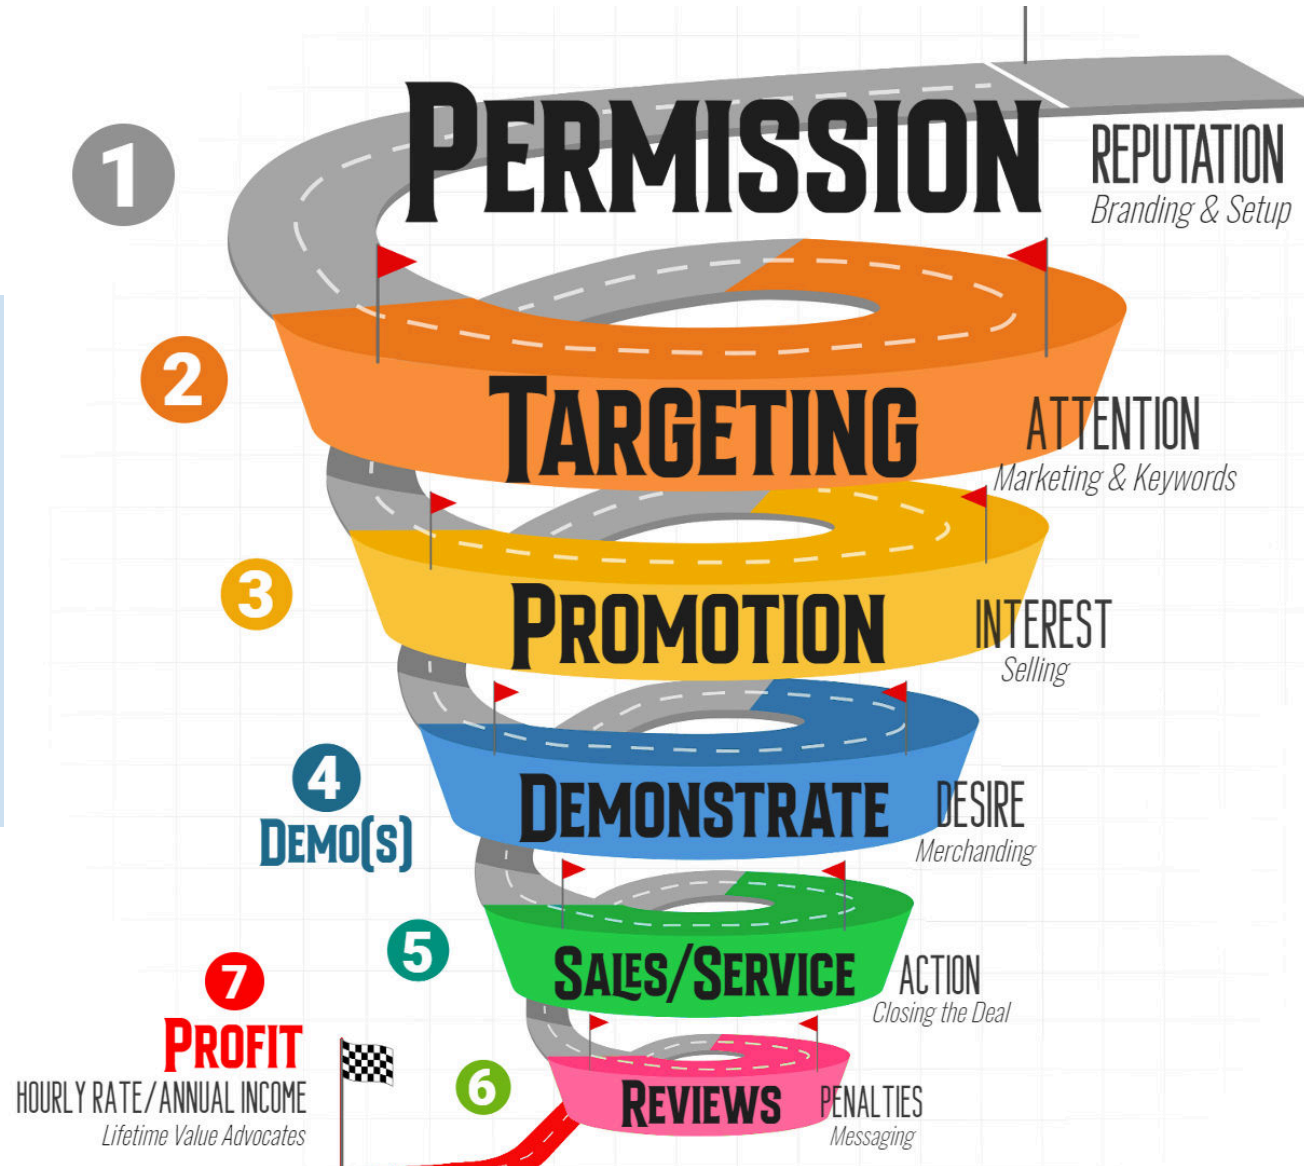 1
PERMISSION
REPUTATION
Branding & Setup
2
TARGETING
ATTENTION
Marketing & Keywords
3
PROMOTION
INTEREST
Selling
4
DEMO(S)
DEMONSTRATE
DESIRE
Merchanding
5
SALES/SERVICE
ACTION
Closing the Deal
7
PROFIT
HOURLY RATE/ANNUAL INCOME
Lifetime Value Advocates
6
REVIEWS
PENALTIES
Messaging